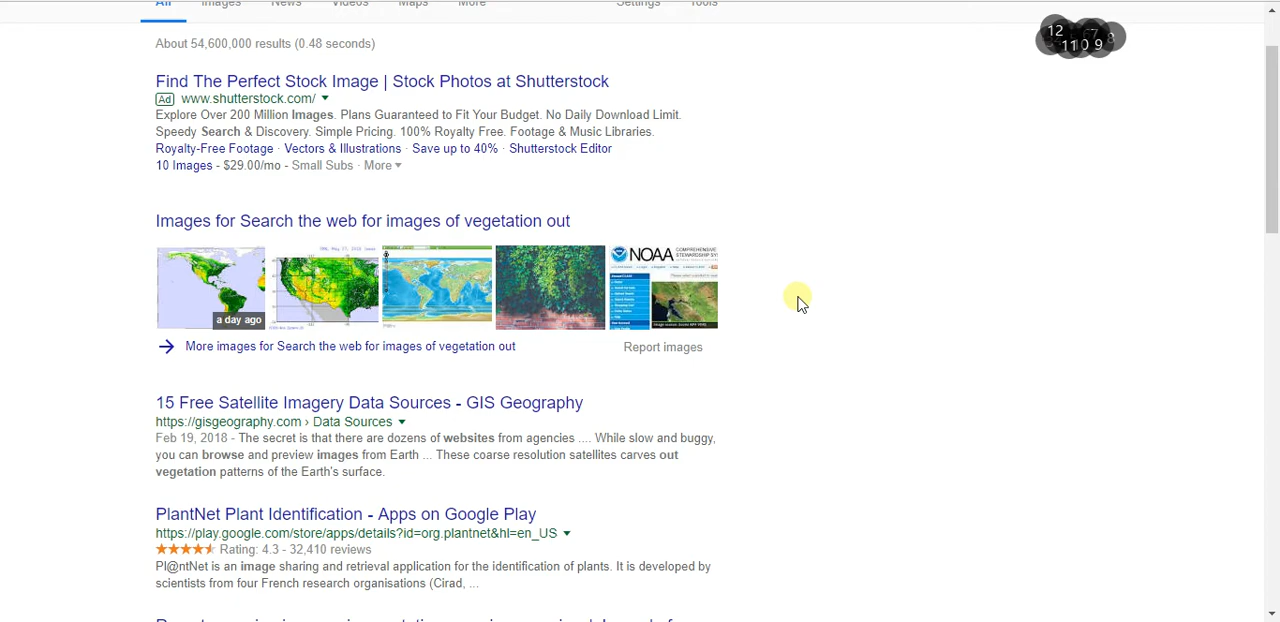 All Images News Videos Maps More Settings Tools
About 54,600,000 results (0.48 seconds)
12 11 10 9 8 7
Find The Perfect Stock Image | Stock Photos at Shutterstock
Ad www.shutterstock.com/
Explore Over 200 Million Images. Plans Guaranteed to Fit Your Budget. No Daily Download Limit.
Speedy Search & Discovery. Simple Pricing. 100% Royalty Free. Footage & Music Libraries.
Royalty-Free Footage · Vectors & Illustrations · Save up to 40% · Shutterstock Editor
10 Images - $29.00/mo - Small Subs · More
Images for Search the web for images of vegetation out
a day ago
NOAA
More images for Search the web for images of vegetation out Report images
15 Free Satellite Imagery Data Sources - GIS Geography
https://gisgeography.com › Data Sources
Feb 19, 2018 - The secret is that there are dozens of websites from agencies .... While slow and buggy,
you can browse and preview images from Earth ... These coarse resolution satellites carves out
vegetation patterns of the Earth's surface.
PlantNet Plant Identification - Apps on Google Play
https://play.google.com/store/apps/details?id=org.plantnet&hl=en_US
Rating: 4.3 - 32,410 reviews
Pl@ntNet is an image sharing and retrieval application for the identification of plants. It is developed by
scientists from four French research organisations (Cirad, ...